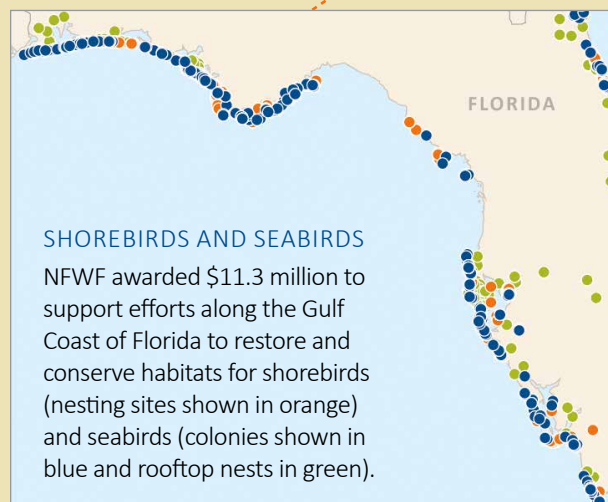 FLORIDA
SHOREBIRDS AND SEABIRDS
NFWF awarded $11.3 million to
support efforts along the Gulf
Coast of Florida to restore and
conserve habitats for shorebirds
(nesting sites shown in orange)
and seabirds (colonies shown in
blue and rooftop nests in green).